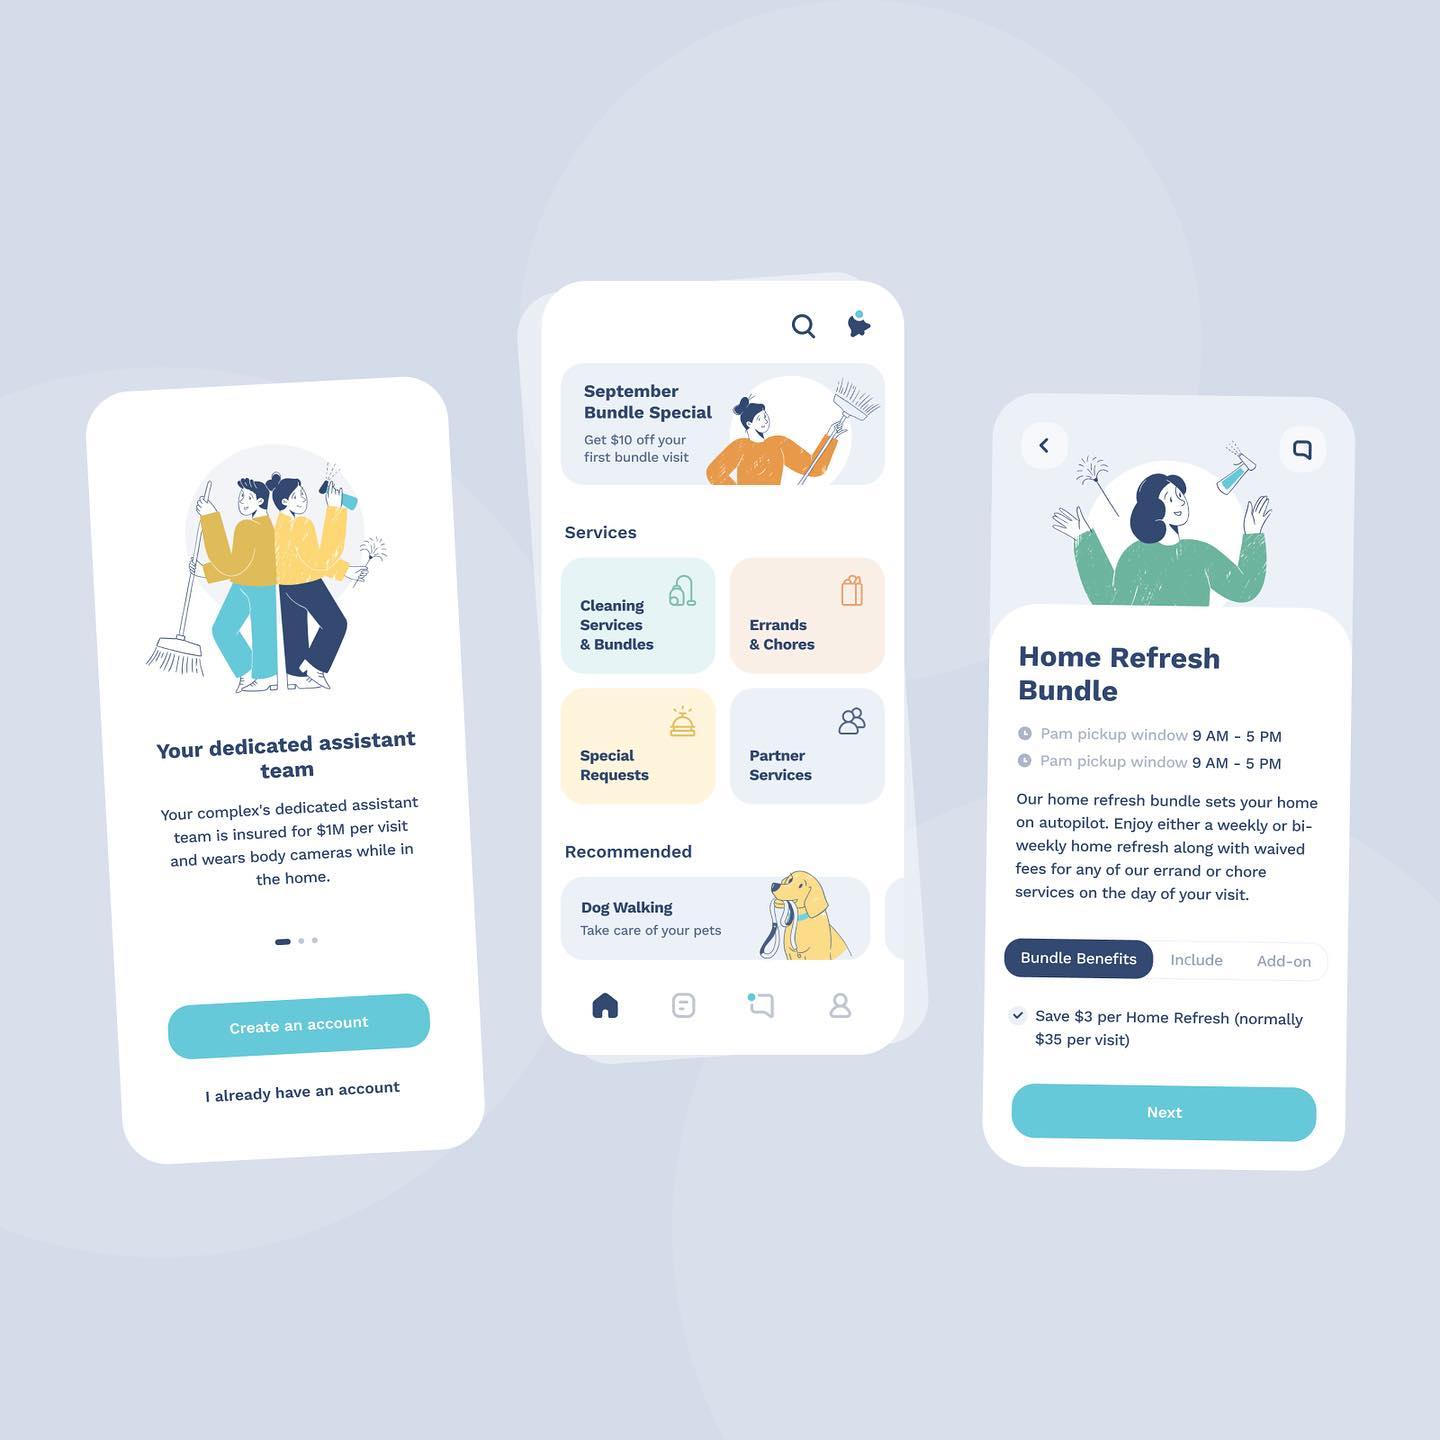 Your dedicated assistant
team
Your complex's dedicated assistant
team is insured for $1M per visit
and wears body cameras while in
the home.
Create an account
I already have an account
September
Bundle Special
Get $10 off your
first bundle visit
Services
Cleaning
Services
& Bundles
Errands
& Chores
Special
Requests
Partner
Services
Recommended
Dog Walking
Take care of your pets
Home Refresh
Bundle
Pam pickup window 9 AM - 5 PM
Pam pickup window 9 AM - 5 PM
Our home refresh bundle sets your home
on autopilot. Enjoy either a weekly or bi-
weekly home refresh along with waived
fees for any of our errand or chore
services on the day of your visit.
Bundle Benefits Include Add-on
Save $3 per Home Refresh (normally
$35 per visit)
Next